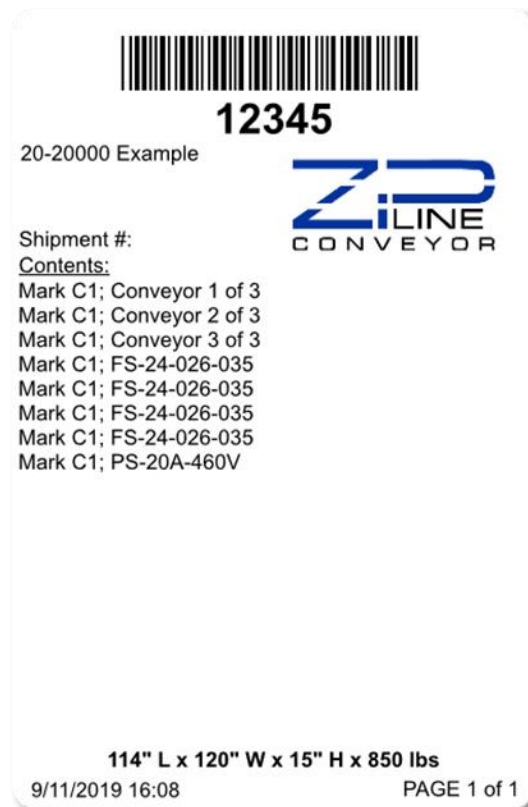 12345
20-20000 Example
ZiPLINE
CONVEYOR
Shipment #:
Contents:
Mark C1; Conveyor 1 of 3
Mark C1; Conveyor 2 of 3
Mark C1; Conveyor 3 of 3
Mark C1; FS-24-026-035
Mark C1; FS-24-026-035
Mark C1; FS-24-026-035
Mark C1; FS-24-026-035
Mark C1; PS-20A-460V
114" L x 120" W x 15" H x 850 lbs
9/11/2019 16:08
PAGE 1 of 1